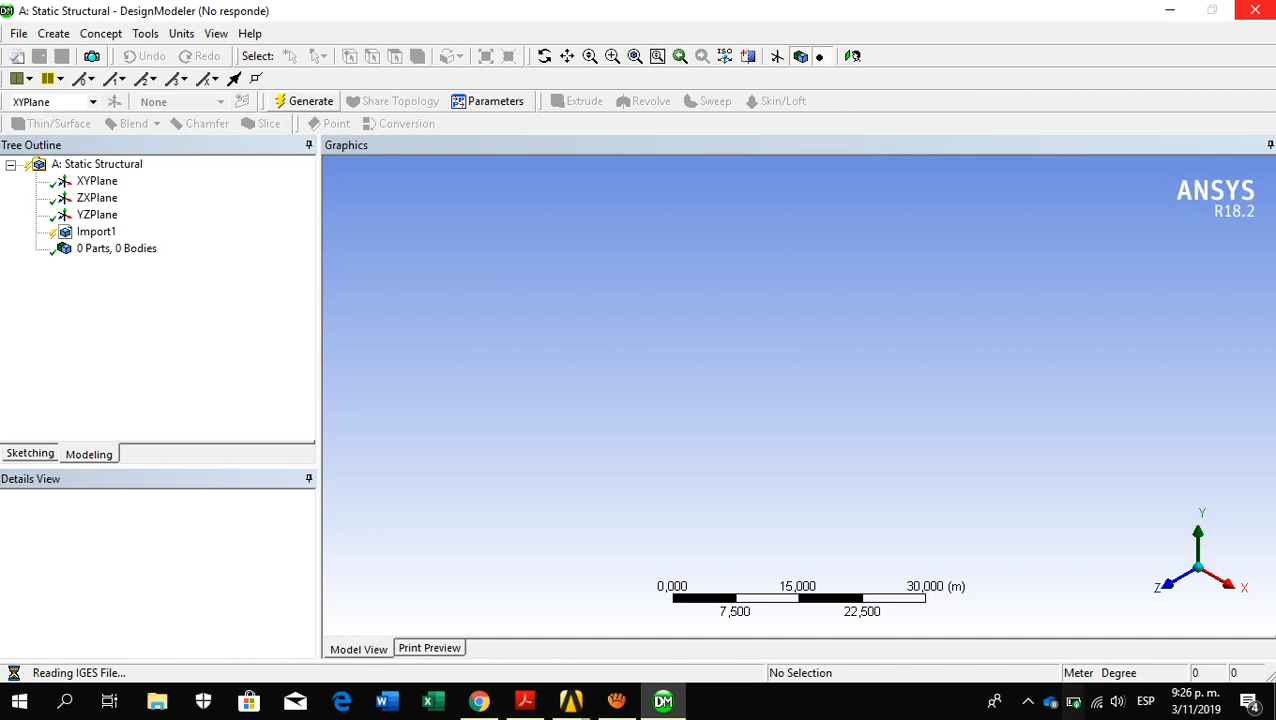 A: Static Structural - DesignModeler (No responde)
File Create Concept Tools Units View Help
Undo Redo Select: ISO
XYPlane None Generate Share Topology Parameters Extrude Revolve Sweep Skin/Loft
Thin/Surface Blend Chamfer Slice Point Conversion
Tree Outline
Graphics
A: Static Structural
XYPlane
ZXPlane
YZPlane
Import1
0 Parts, 0 Bodies
ANSYS
R18.2
Sketching Modeling
Details View
Y
Z
X
0,000 15,000 30,000 (m)
7,500 22,500
Model View Print Preview
Reading IGES File... No Selection Meter Degree 0 0
DM ESP 9:26 p. m.
3/11/2019 4